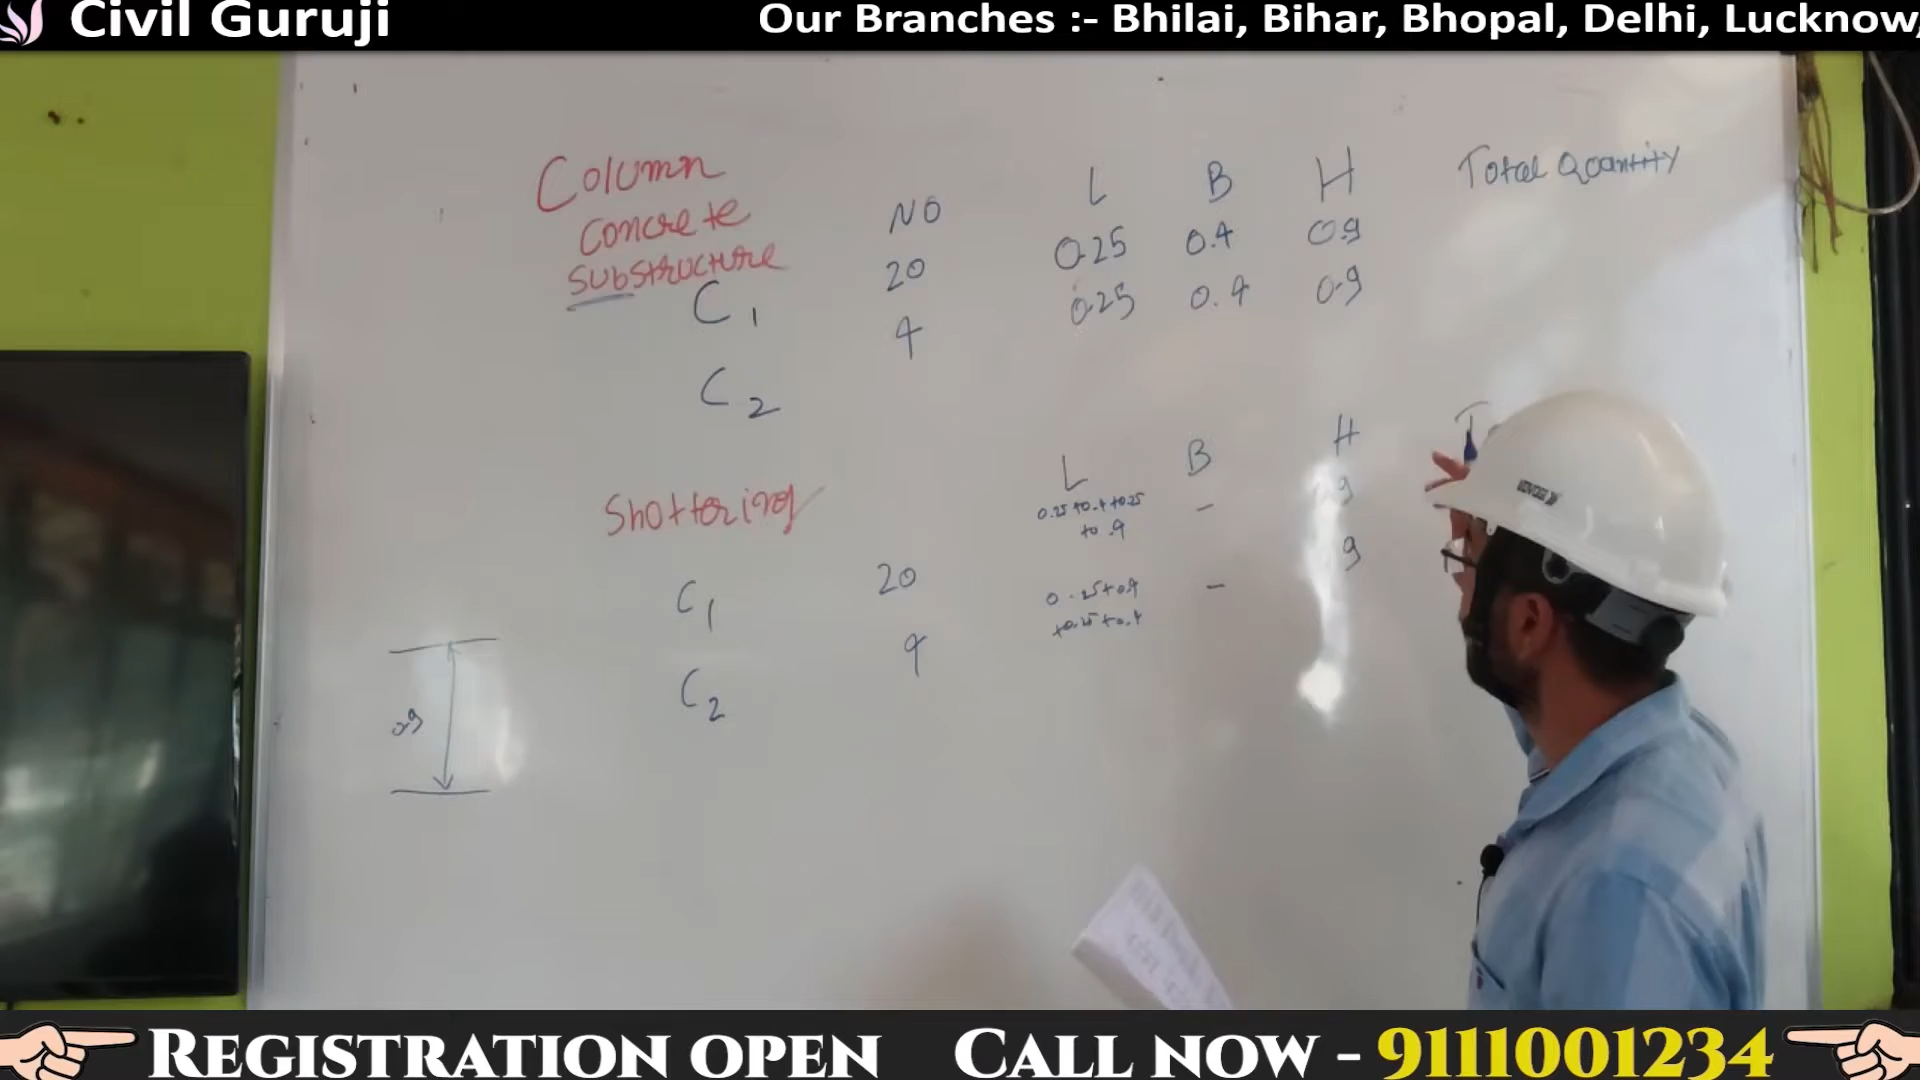 Civil Guruji
Our Branches :- Bhilai, Bihar, Bhopal, Delhi, Lucknow,
Column
Concrete
Substructure
NO L B H Total Quantity
C1 20 0.25 0.4 0.9
C2 4 0.25 0.4 0.9
Shuttering
L B H
C1 20 0.25+0.4+0.25
+0.4 - 9
C2 4 0.25+0.4
+0.25+0.4 - 9
0.9
REGISTRATION OPEN CALL NOW - 9111001234